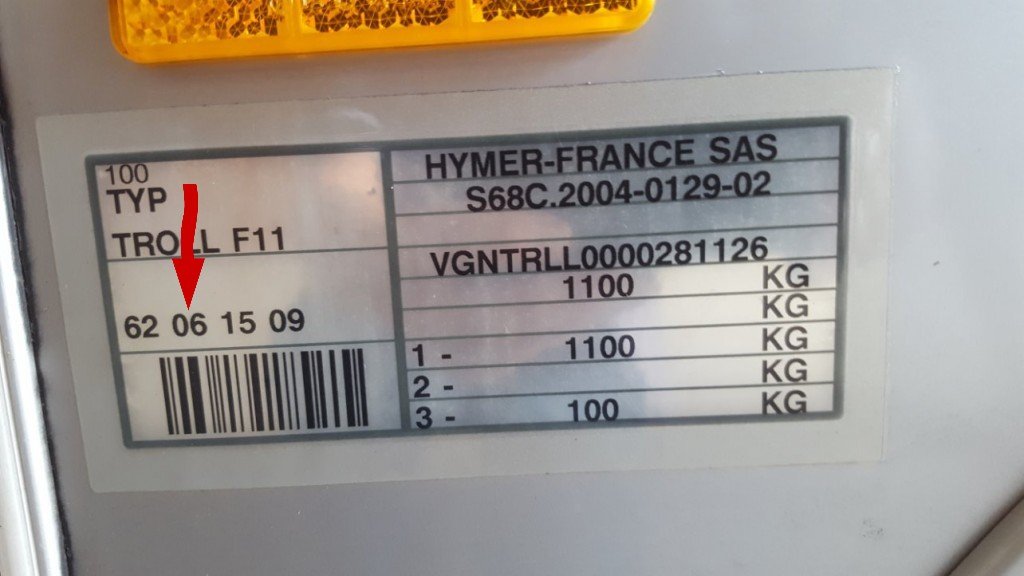 100
TYP
TROLL F11
62 06 15 09
HYMER-FRANCE SAS
S68C.2004-0129-02
VGNTRLL0000281126
1100 KG
KG
1 - 1100 KG
2 - KG
3 - 100 KG